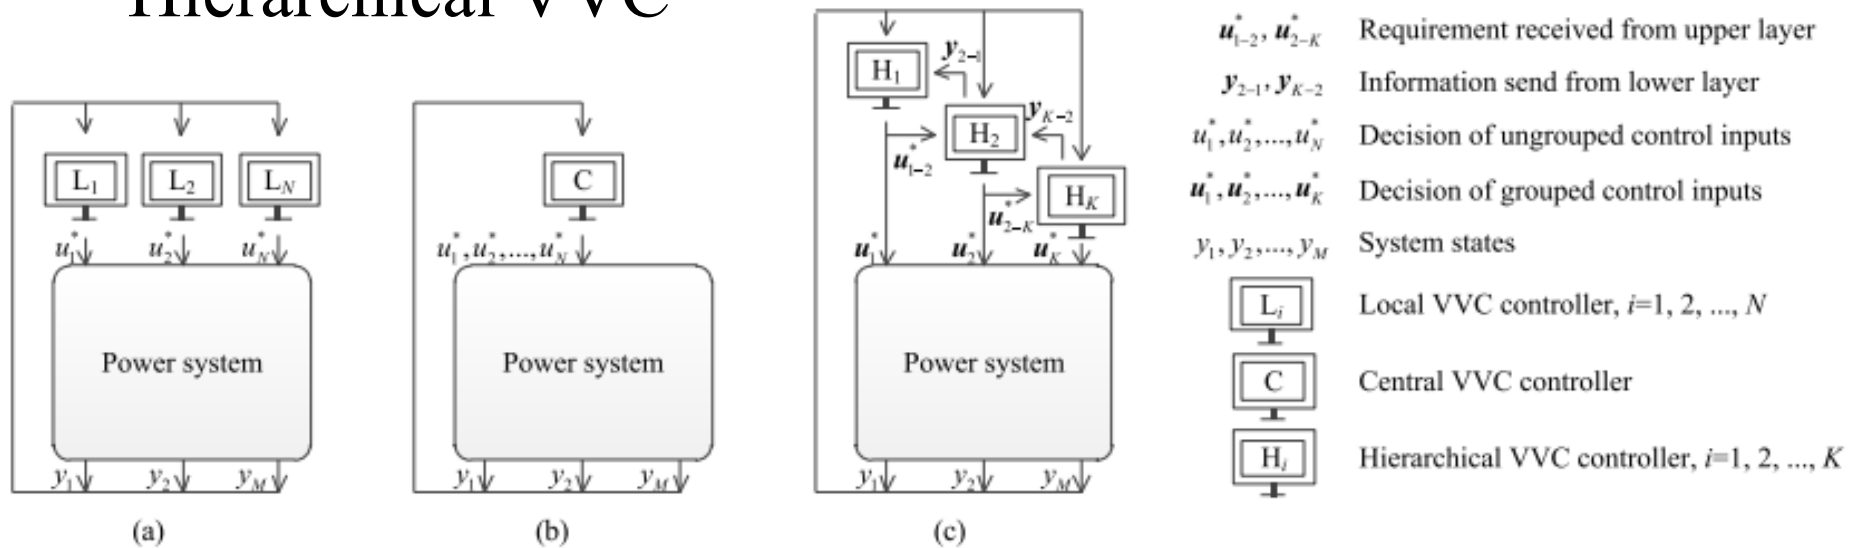 Hierarchical VVC
L1 L2 LN
u1* u2* uN*
Power system
y1 y2 yM
(a)
C
u1*, u2*, ..., uN*
Power system
y1 y2 yM
(b)
H1
y2−1
H2
yK−2
u1−2*
HK
u2−K*
u1* u2* uK*
Power system
y1 y2 yM
(c)
u1−2*, u2−K* Requirement received from upper layer
y2−1, yK−2 Information send from lower layer
u1*, u2*, ..., uN* Decision of ungrouped control inputs
u1*, u2*, ..., uK* Decision of grouped control inputs
y1, y2, ..., yM System states
Li Local VVC controller, i=1, 2, ..., N
C Central VVC controller
Hi Hierarchical VVC controller, i=1, 2, ..., K